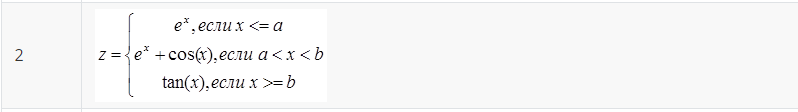 2
e^x, если x <= a
z = { e^x + cos(x), если a < x < b
tan(x), если x >= b